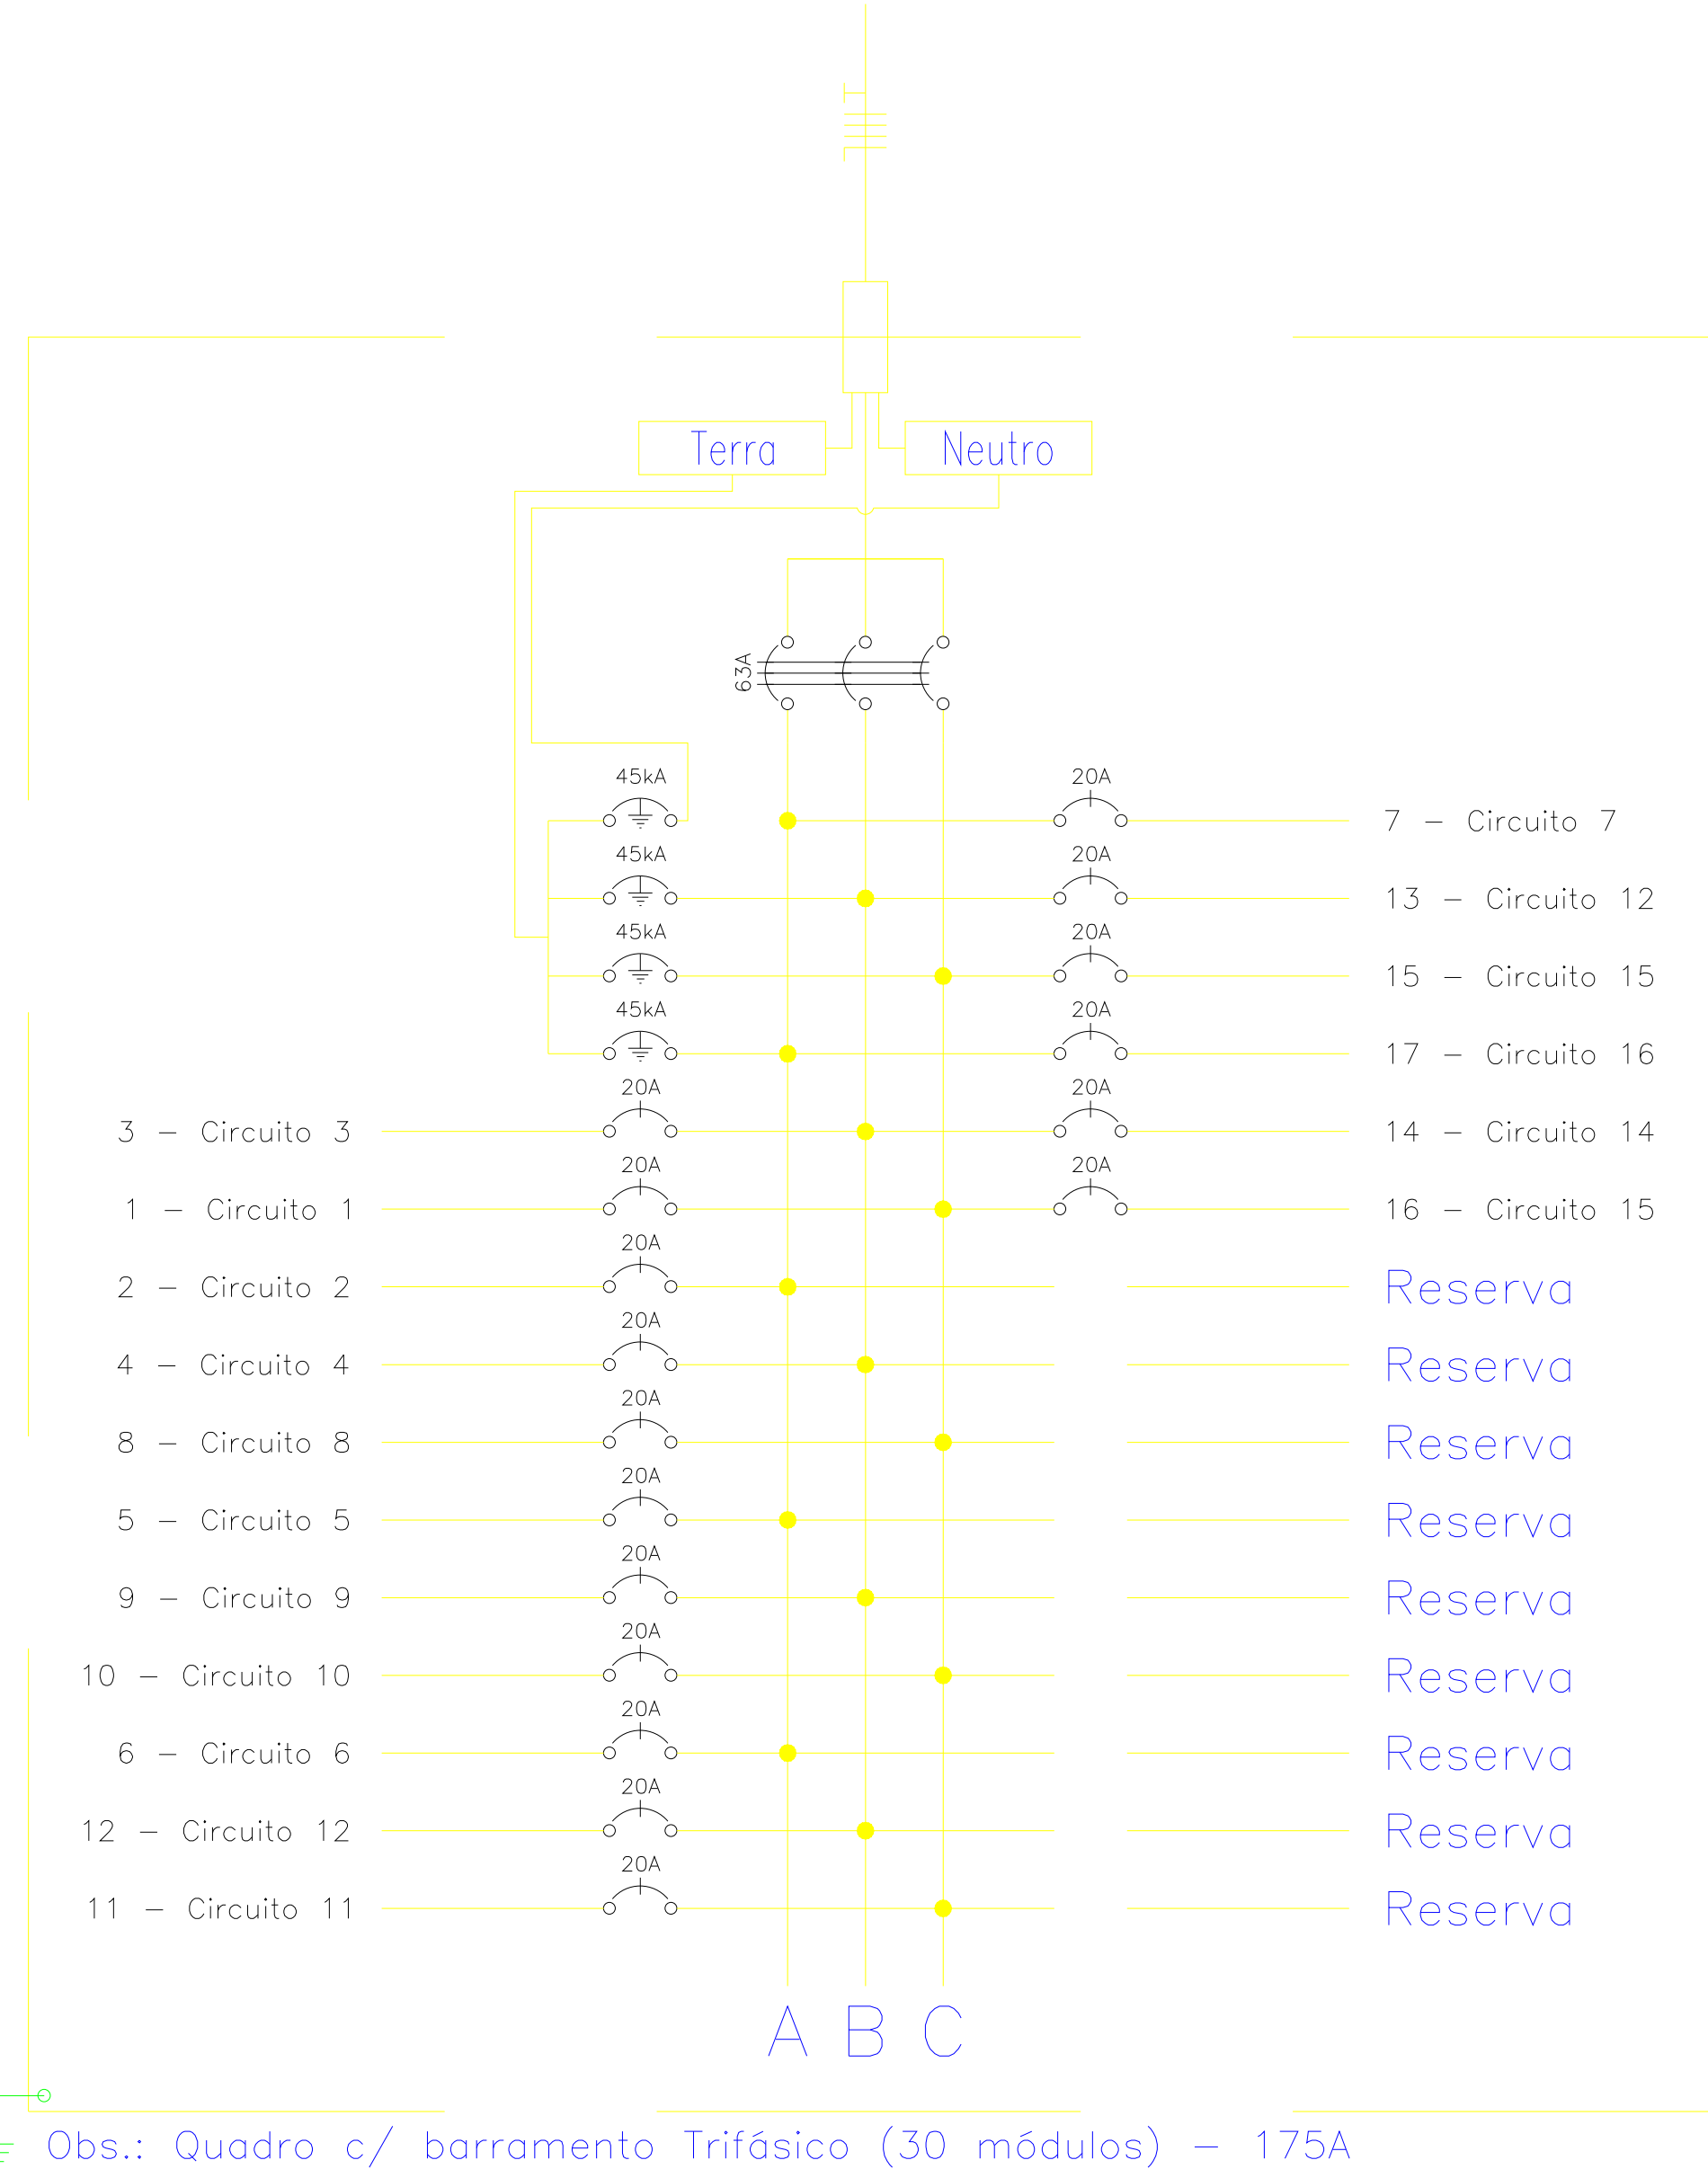 Terra
Neutro
63A
45kA
20A
7 - Circuito 7
45kA
20A
13 - Circuito 12
45kA
20A
15 - Circuito 15
45kA
20A
17 - Circuito 16
20A
20A
3 - Circuito 3
14 - Circuito 14
20A
20A
1 - Circuito 1
16 - Circuito 15
20A
2 - Circuito 2
Reserva
20A
4 - Circuito 4
Reserva
20A
8 - Circuito 8
Reserva
20A
5 - Circuito 5
Reserva
20A
9 - Circuito 9
Reserva
20A
10 - Circuito 10
Reserva
20A
6 - Circuito 6
Reserva
20A
12 - Circuito 12
Reserva
20A
11 - Circuito 11
Reserva
A B C
Obs.: Quadro c/ barramento Trifásico (30 módulos) - 175A